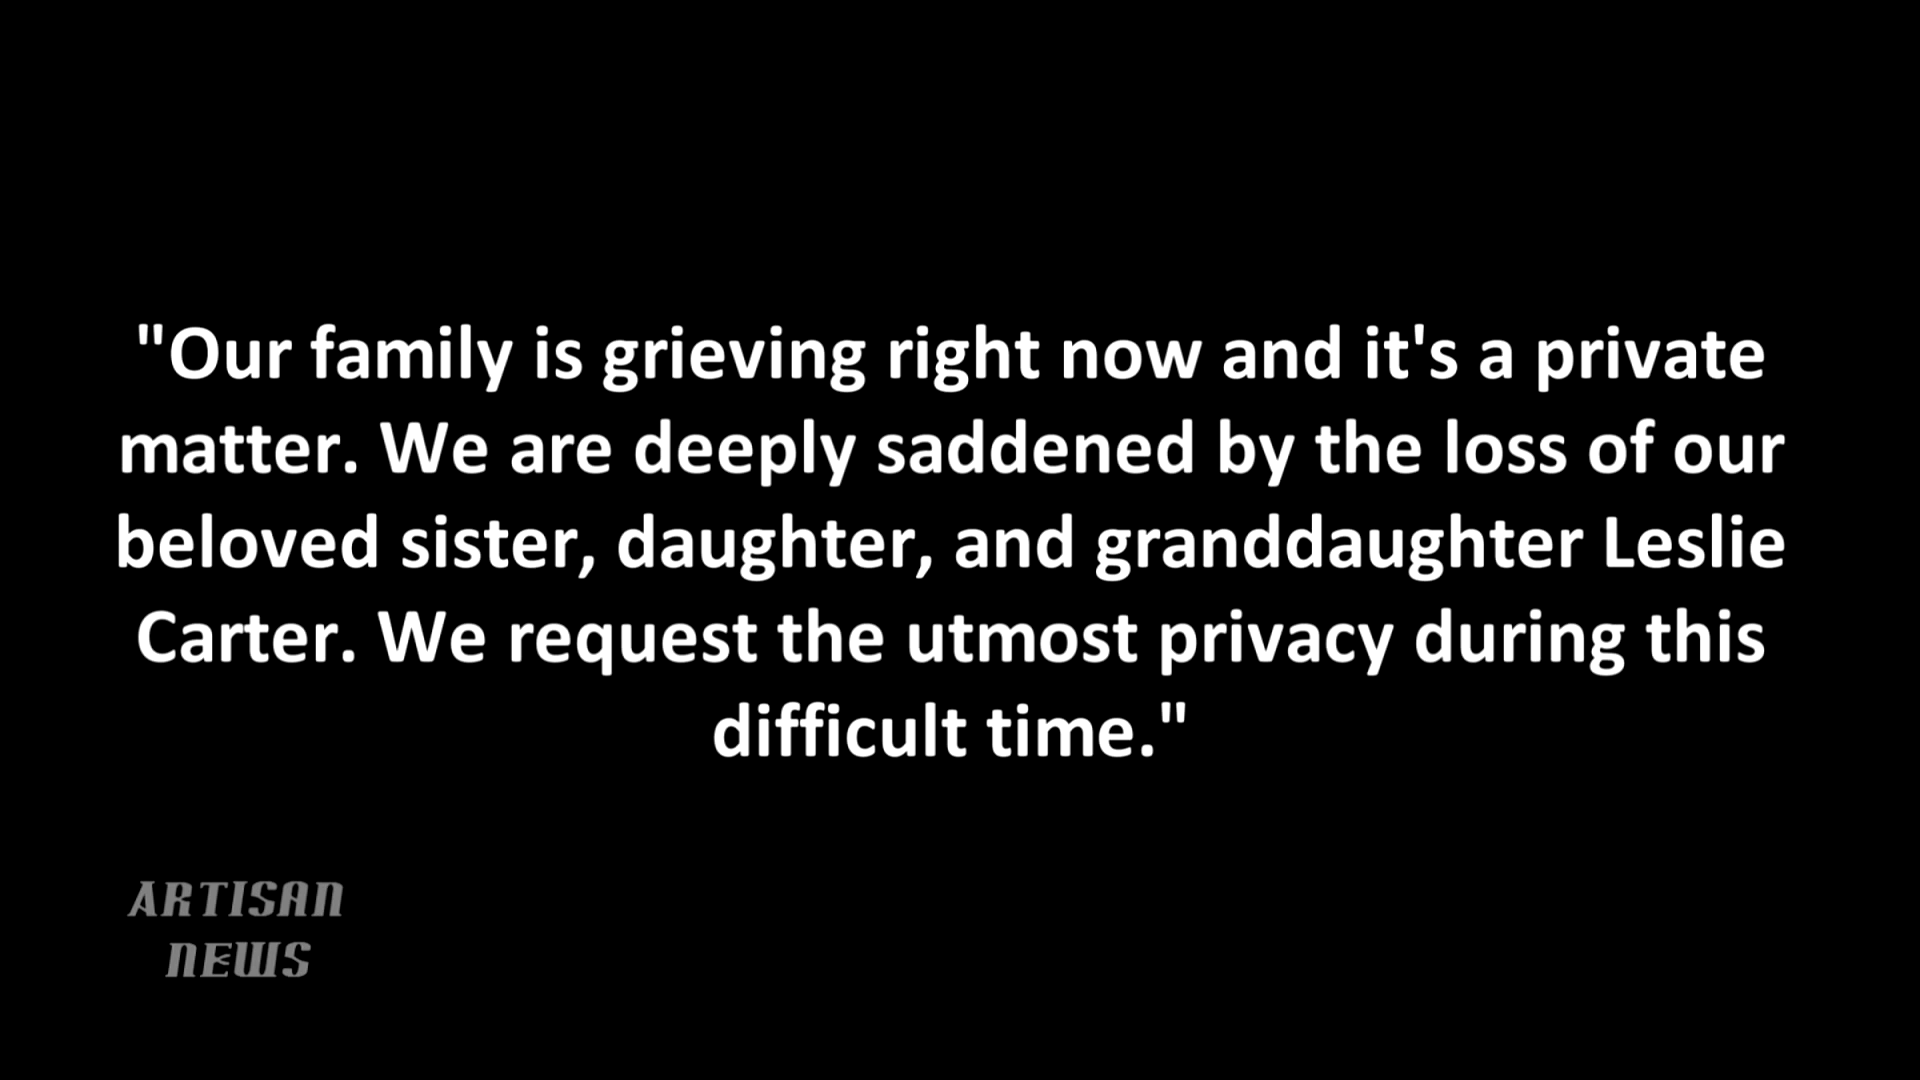 "Our family is grieving right now and it's a private
matter. We are deeply saddened by the loss of our
beloved sister, daughter, and granddaughter Leslie
Carter. We request the utmost privacy during this
difficult time."
ARTISAN
NEWS